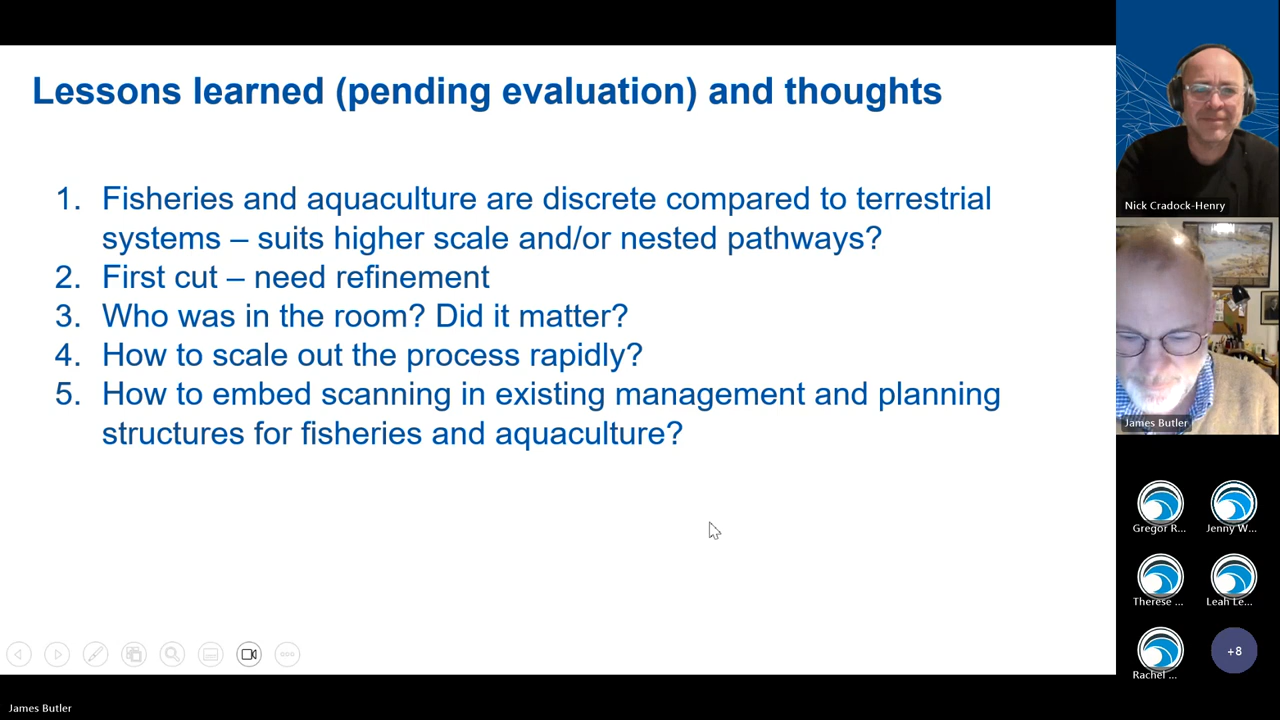 Lessons learned (pending evaluation) and thoughts
1. Fisheries and aquaculture are discrete compared to terrestrial
systems – suits higher scale and/or nested pathways?
2. First cut – need refinement
3. Who was in the room? Did it matter?
4. How to scale out the process rapidly?
5. How to embed scanning in existing management and planning
structures for fisheries and aquaculture?
Nick Cradock-Henry
James Butler
Gregor R...
Jenny W...
Therese ...
Leah Le...
Rachel ...
+8
James Butler